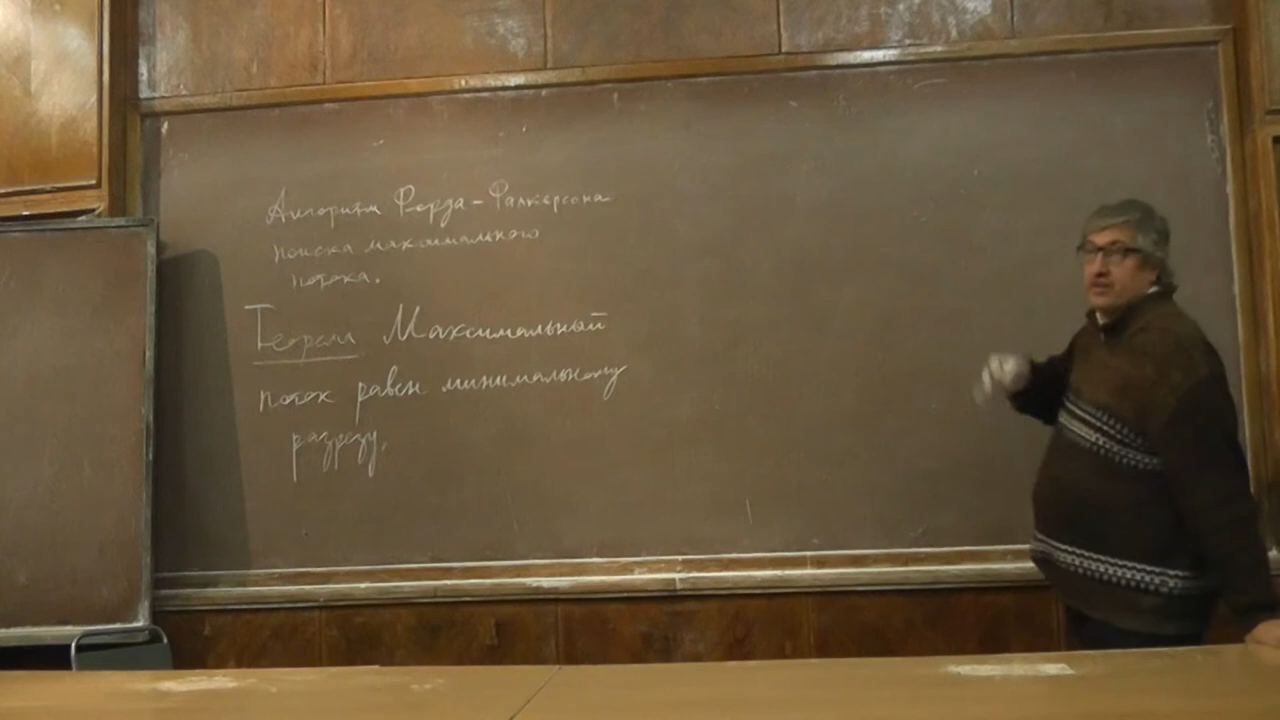 Алгоритм Форда-Фалкерсона
поиска максимального
потока.
Теорема Максимальный
поток равен минимальному
разрезу.